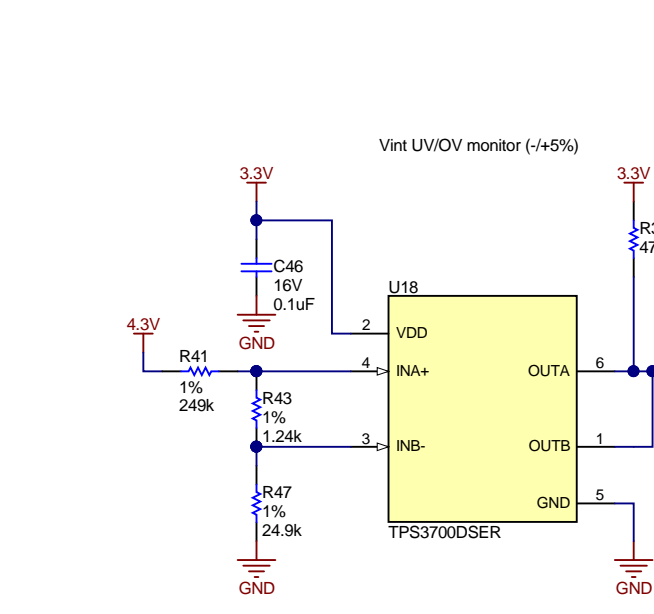 Vint UV/OV monitor (-/+5%)
3.3V
3.3V
C46
16V
0.1uF
GND
U18
4.3V
R41
1%
249k
2
VDD
4
INA+
OUTA
6
R43
1%
1.24k
3
INB-
OUTB
1
R47
1%
24.9k
GND
5
TPS3700DSER
GND
GND